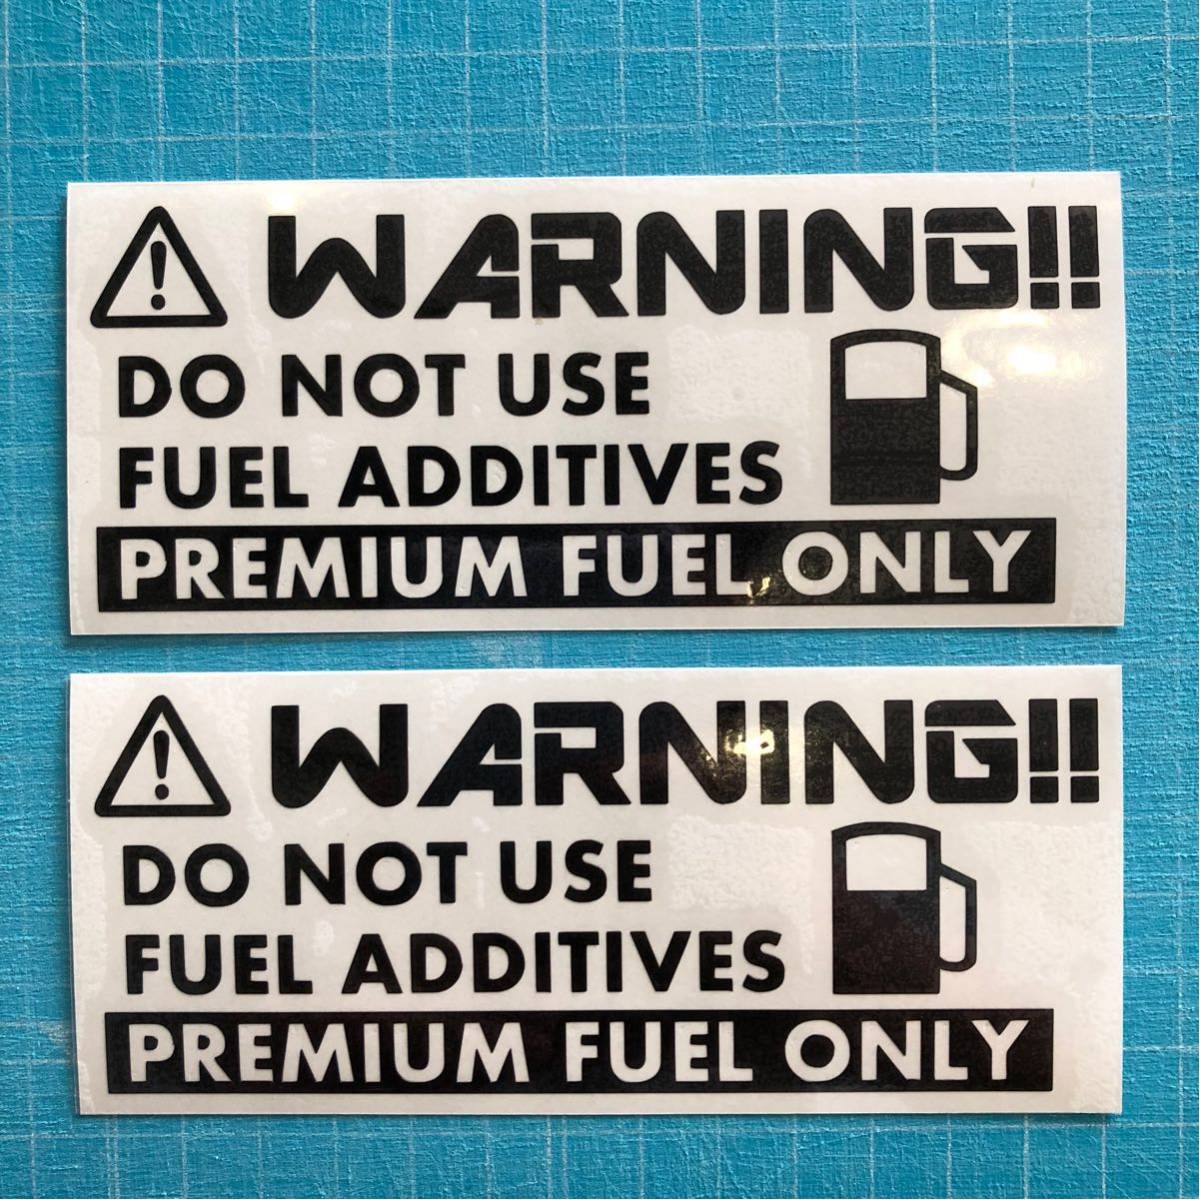 WARNING!!
DO NOT USE
FUEL ADDITIVES
PREMIUM FUEL ONLY
WARNING!!
DO NOT USE
FUEL ADDITIVES
PREMIUM FUEL ONLY